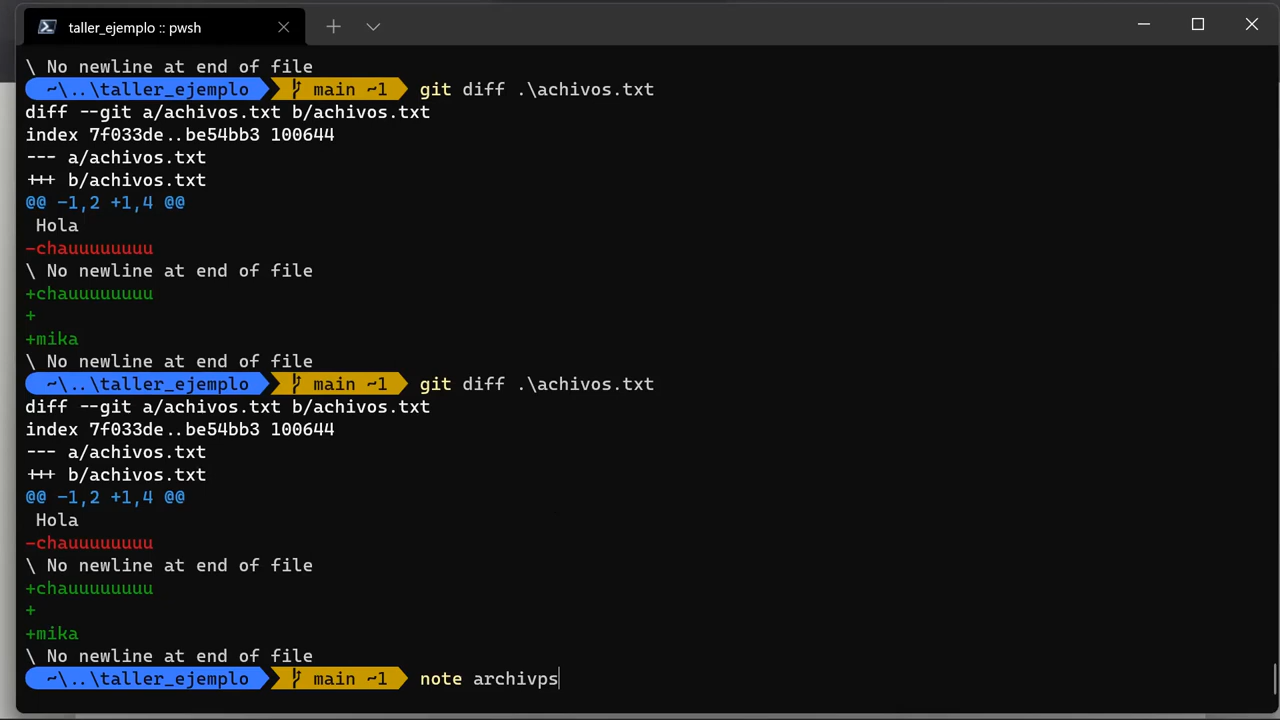 taller_ejemplo :: pwsh
\ No newline at end of file
~\..\taller_ejemplo main ~1 git diff .\achivos.txt
diff --git a/achivos.txt b/achivos.txt
index 7f033de..be54bb3 100644
--- a/achivos.txt
+++ b/achivos.txt
@@ -1,2 +1,4 @@
Hola
-chauuuuuuuuu
\ No newline at end of file
+chauuuuuuuuu
+
+mika
\ No newline at end of file
~\..\taller_ejemplo main ~1 git diff .\achivos.txt
diff --git a/achivos.txt b/achivos.txt
index 7f033de..be54bb3 100644
--- a/achivos.txt
+++ b/achivos.txt
@@ -1,2 +1,4 @@
Hola
-chauuuuuuuuu
\ No newline at end of file
+chauuuuuuuuu
+
+mika
\ No newline at end of file
~\..\taller_ejemplo main ~1 note archivps